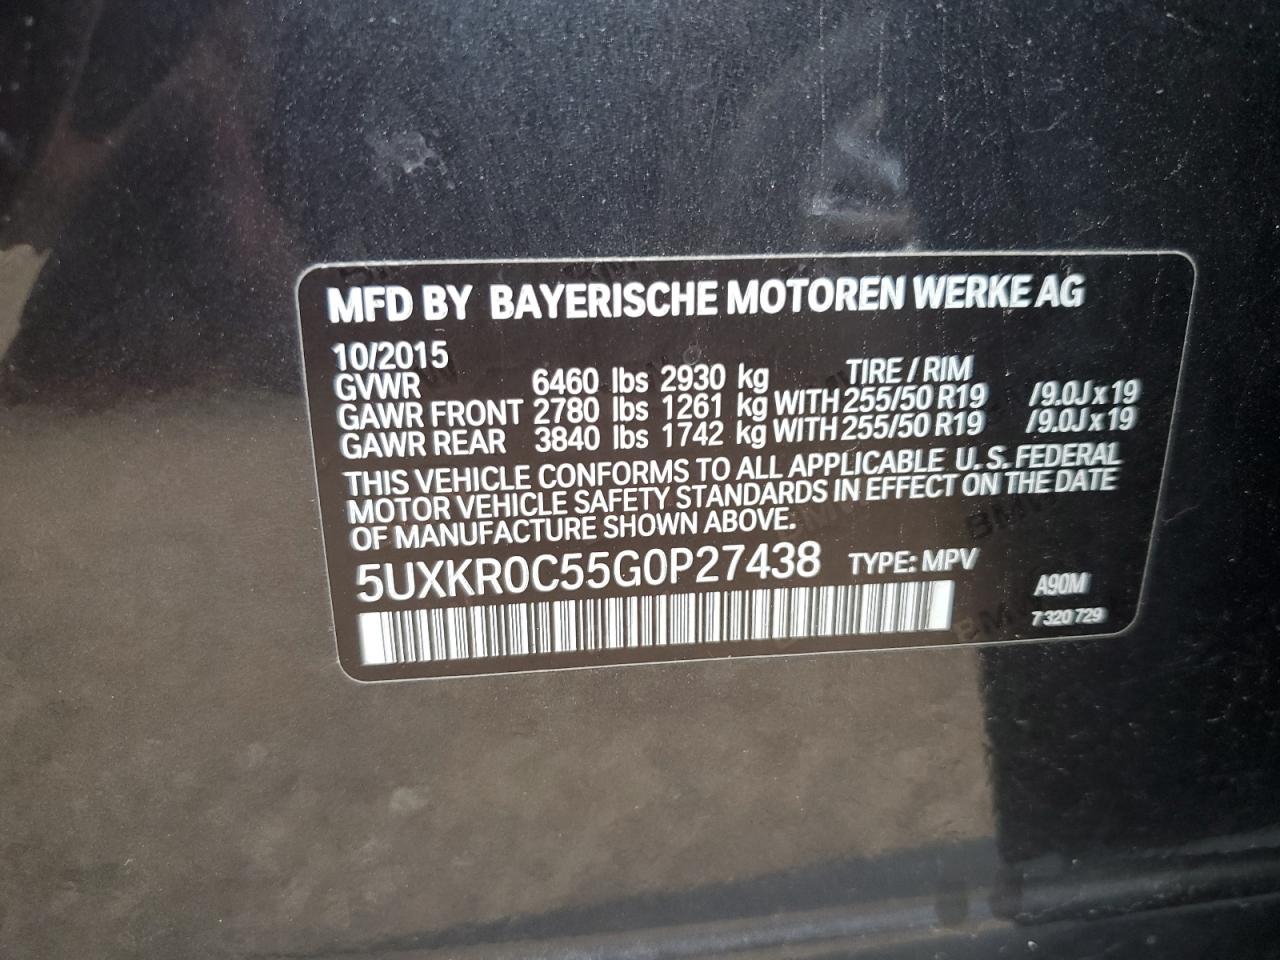 MFD BY BAYERISCHE MOTOREN WERKE AG
10/2015
TIRE / RIM
GVWR 6460 lbs 2930 kg
GAWR FRONT 2780 lbs 1261 kg WITH 255/50 R19 /9.0J x 19
GAWR REAR 3840 lbs 1742 kg WITH 255/50 R19 /9.0J x 19
THIS VEHICLE CONFORMS TO ALL APPLICABLE U.S. FEDERAL
MOTOR VEHICLE SAFETY STANDARDS IN EFFECT ON THE DATE
OF MANUFACTURE SHOWN ABOVE.
5UXKR0C55G0P27438 TYPE: MPV
A90M
7 320 729